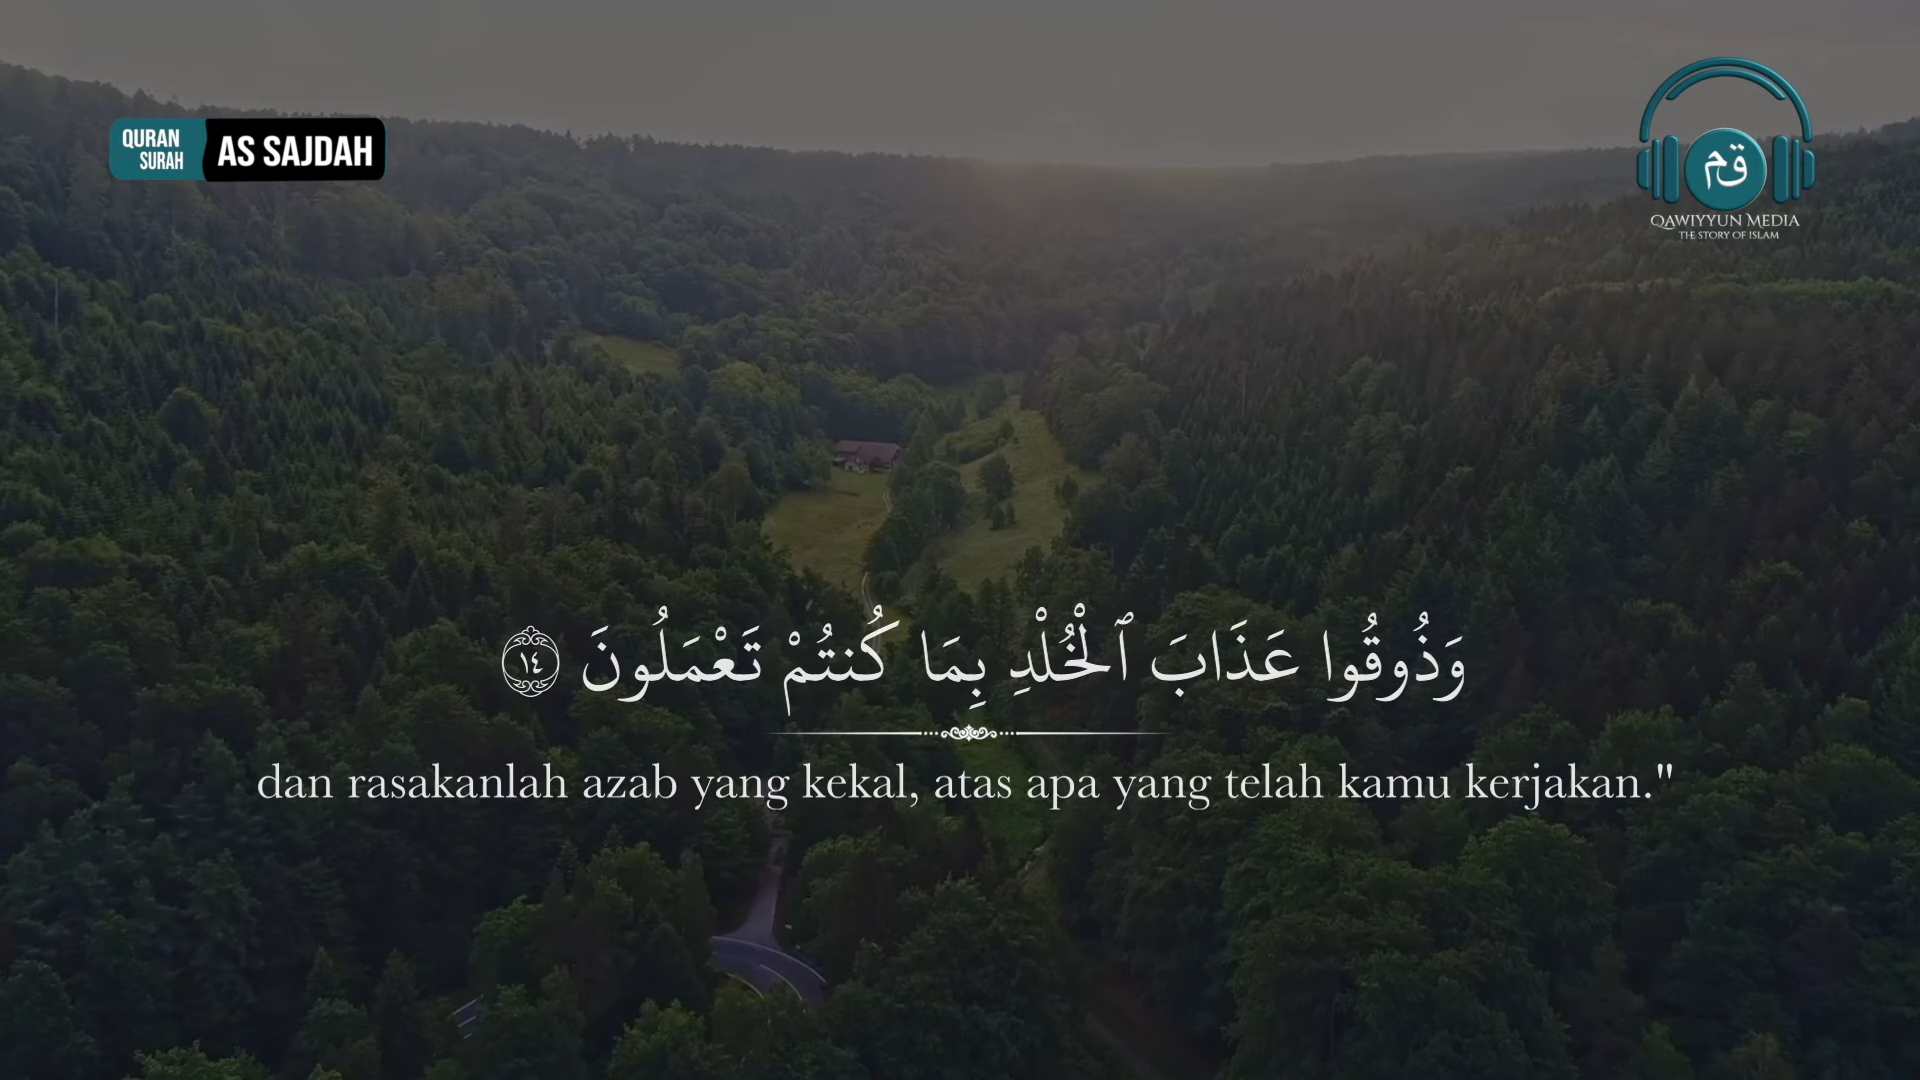 QURAN
SURAH
AS SAJDAH
قم
QAWIYYUN MEDIA
THE STORY OF ISLAM
وَذُوقُوا عَذَابَ ٱلْخُلْدِ بِمَا كُنتُمْ تَعْمَلُونَ ١٤
dan rasakanlah azab yang kekal, atas apa yang telah kamu kerjakan."